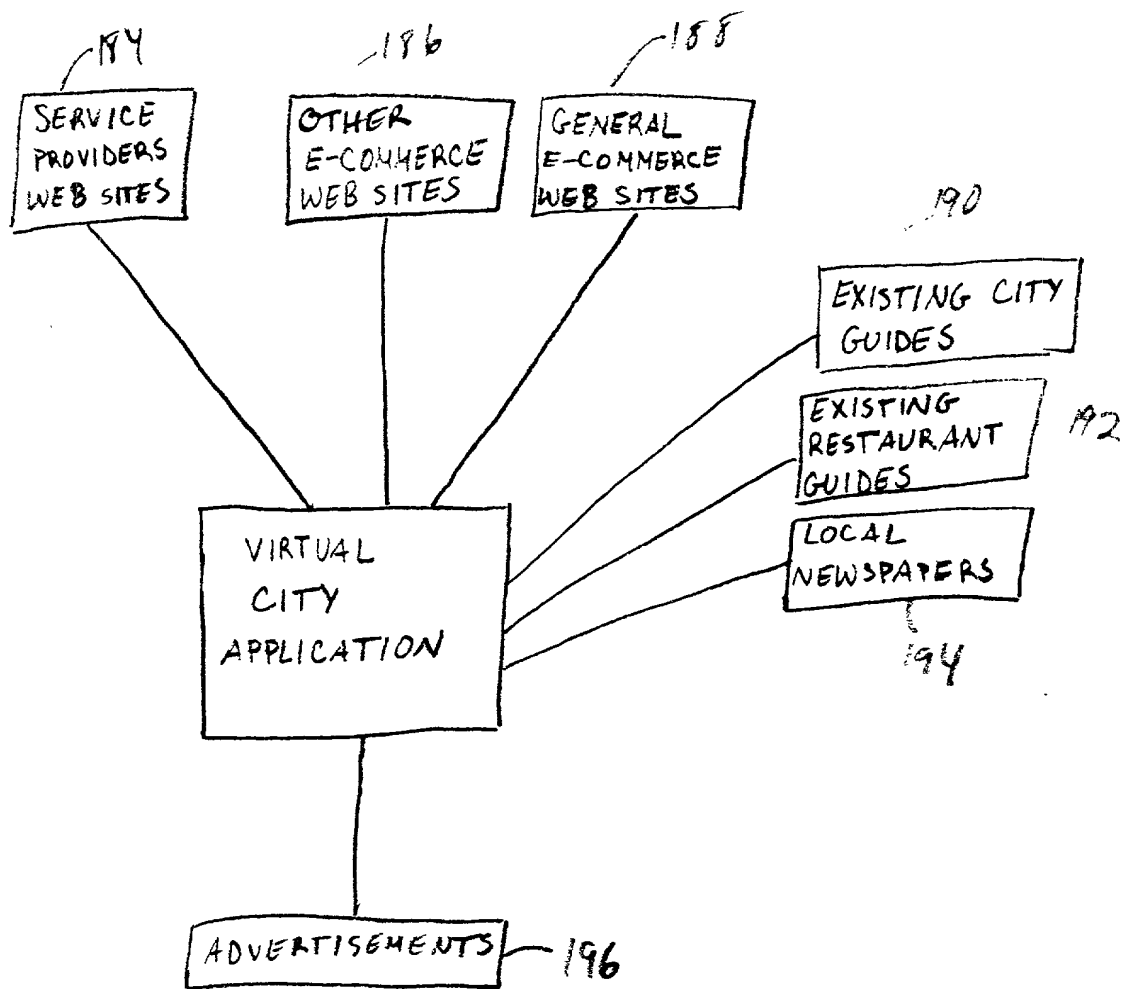 184
186
188
SERVICE
PROVIDERS
WEB SITES
OTHER
E-COMMERCE
WEB SITES
GENERAL
E-COMMERCE
WEB SITES
190
EXISTING CITY
GUIDES
EXISTING
RESTAURANT
GUIDES
192
LOCAL
NEWSPAPERS
194
VIRTUAL
CITY
APPLICATION
ADVERTISEMENTS
196